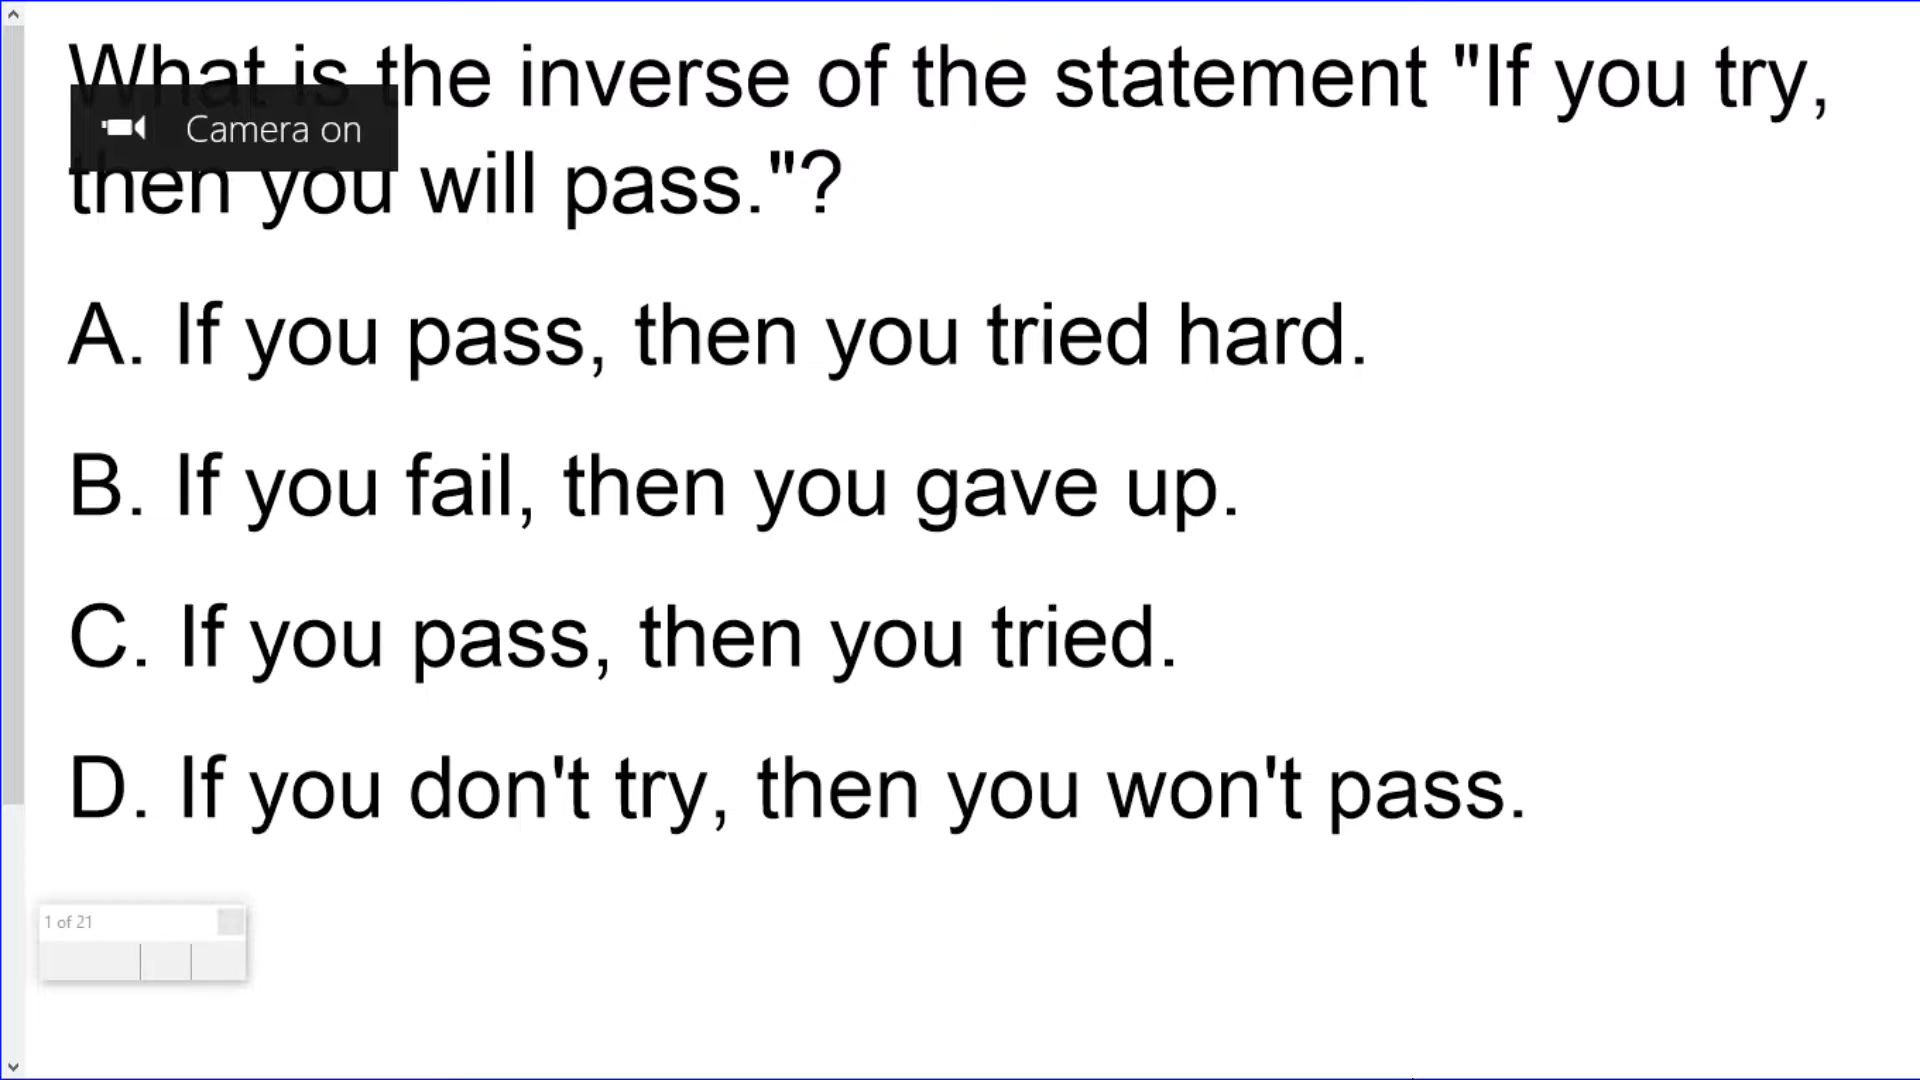 What is the inverse of the statement "If you try,
Camera on
then you will pass."?
A. If you pass, then you tried hard.
B. If you fail, then you gave up.
C. If you pass, then you tried.
D. If you don't try, then you won't pass.
1 of 21